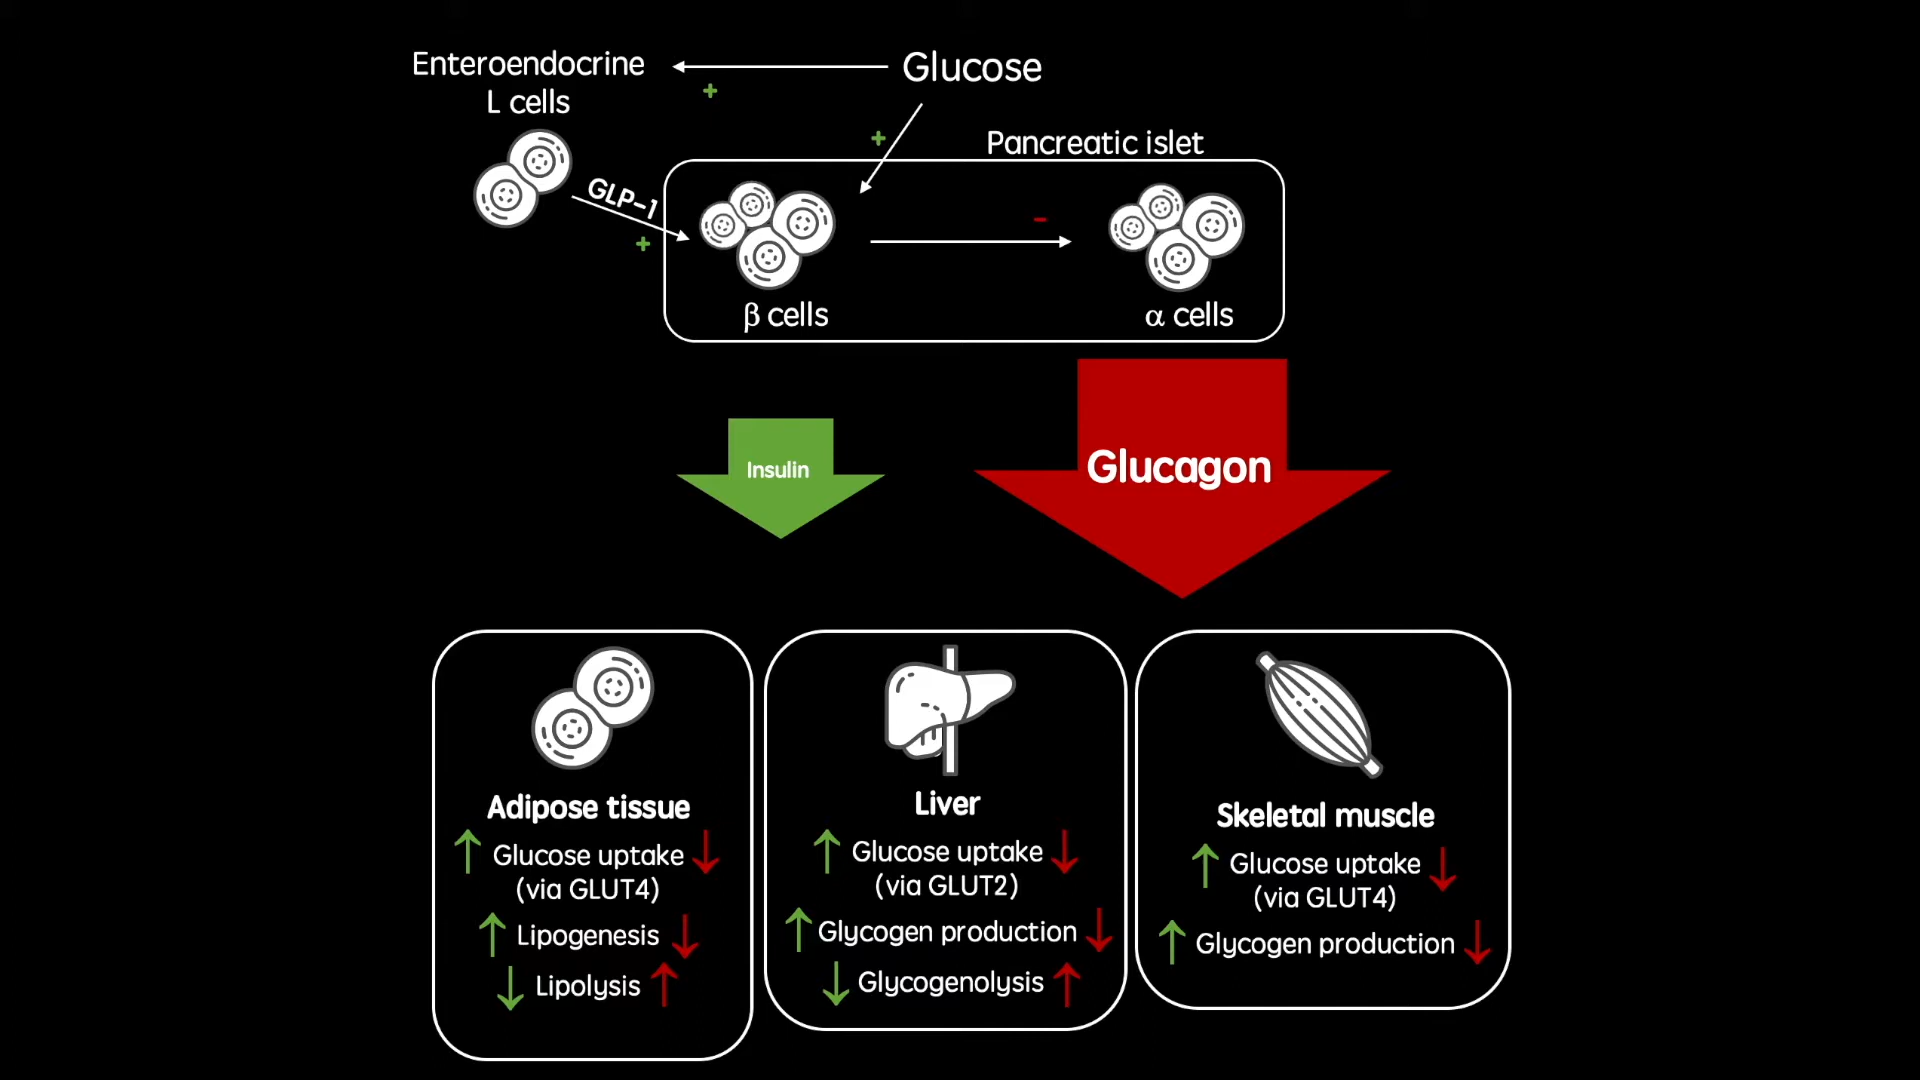 Enteroendocrine
L cells
Glucose
+
+
Pancreatic islet
GLP-1
+
-
β cells
α cells
Insulin
Glucagon
Adipose tissue
Glucose uptake
(via GLUT4)
Lipogenesis
Lipolysis
Liver
Glucose uptake
(via GLUT2)
Glycogen production
Glycogenolysis
Skeletal muscle
Glucose uptake
(via GLUT4)
Glycogen production